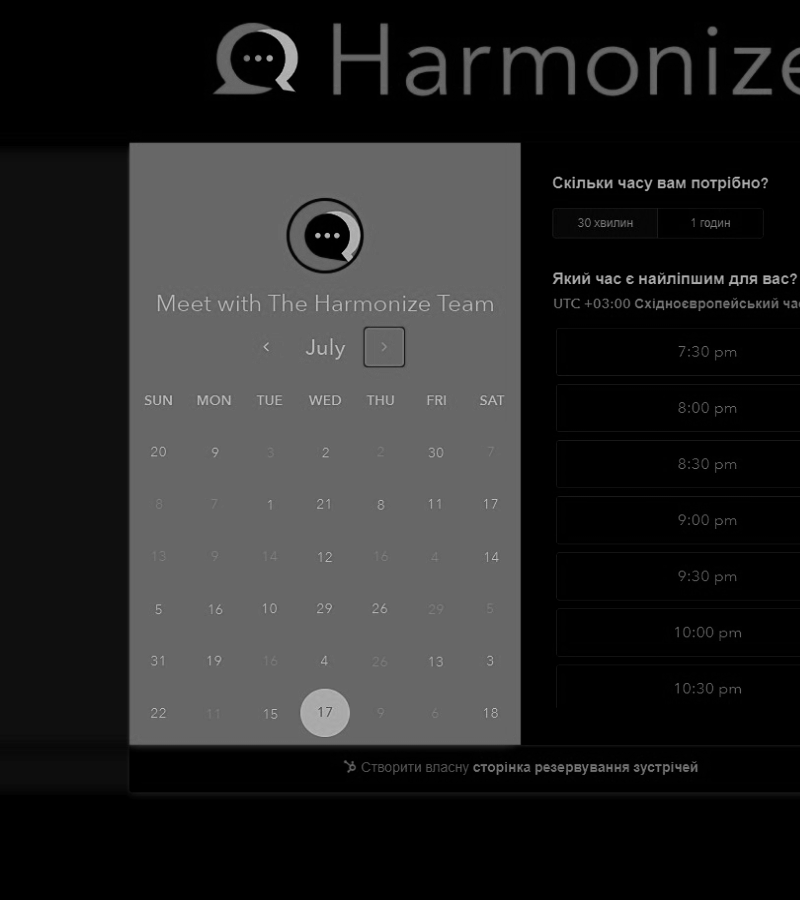 Harmonize
Meet with The Harmonize Team
July
SUN MON TUE WED THU FRI SAT
20 9 3 2 2 30 7
8 7 1 21 8 11 17
13 9 14 12 16 4 14
5 16 10 29 26 29 5
31 19 16 4 26 13 3
22 11 15 17 9 6 18
Скільки часу вам потрібно?
30 хвилин 1 годин
Який час є найліпшим для вас?
UTC +03:00 Східноєвропейський
7:30 pm
8:00 pm
8:30 pm
9:00 pm
9:30 pm
10:00 pm
10:30 pm
Створити власну сторінка резервування зустрічей